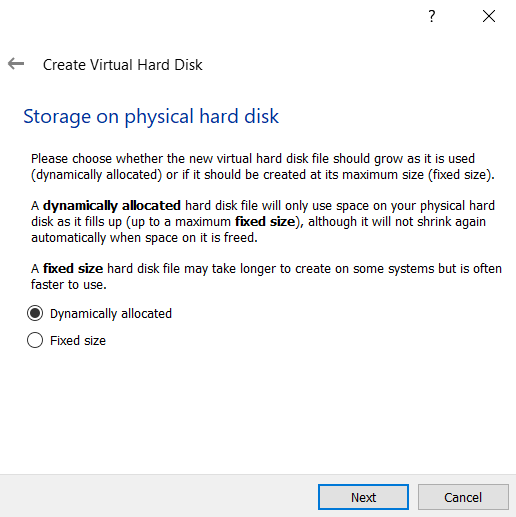 ?
Create Virtual Hard Disk
Storage on physical hard disk
Please choose whether the new virtual hard disk file should grow as it is used
(dynamically allocated) or if it should be created at its maximum size (fixed size).
A dynamically allocated hard disk file will only use space on your physical hard
disk as it fills up (up to a maximum fixed size), although it will not shrink again
automatically when space on it is freed.
A fixed size hard disk file may take longer to create on some systems but is often
faster to use.
Dynamically allocated
Fixed size
Next
Cancel